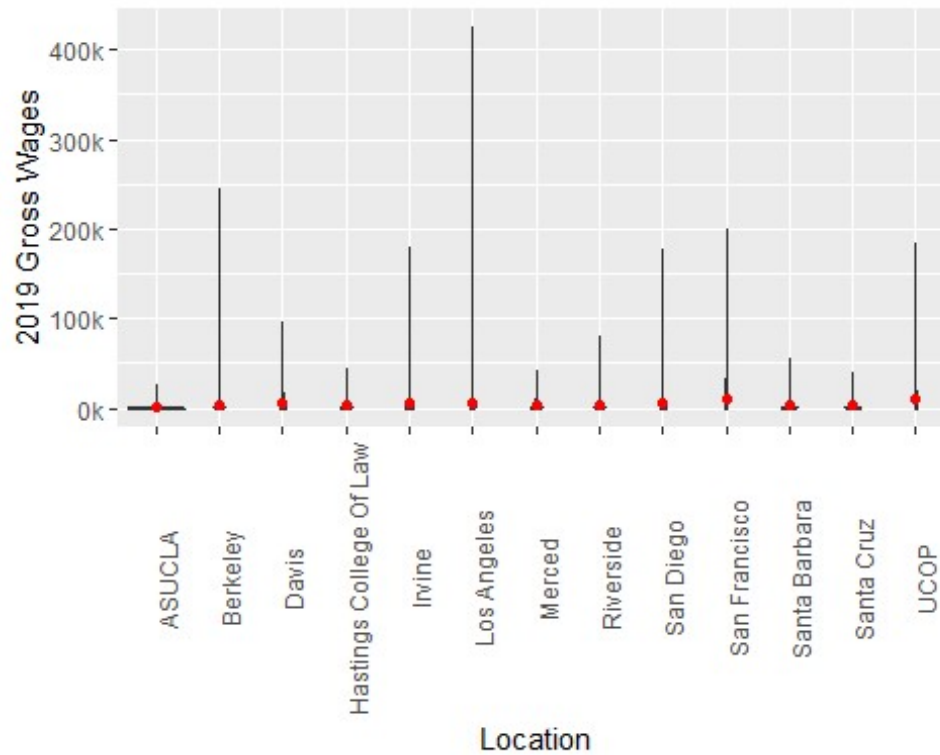 2019 Gross Wages
400k
300k
200k
100k
0k
ASUCLA
Berkeley
Davis
Hastings College Of Law
Irvine
Los Angeles
Merced
Riverside
San Diego
San Francisco
Santa Barbara
Santa Cruz
UCOP
Location